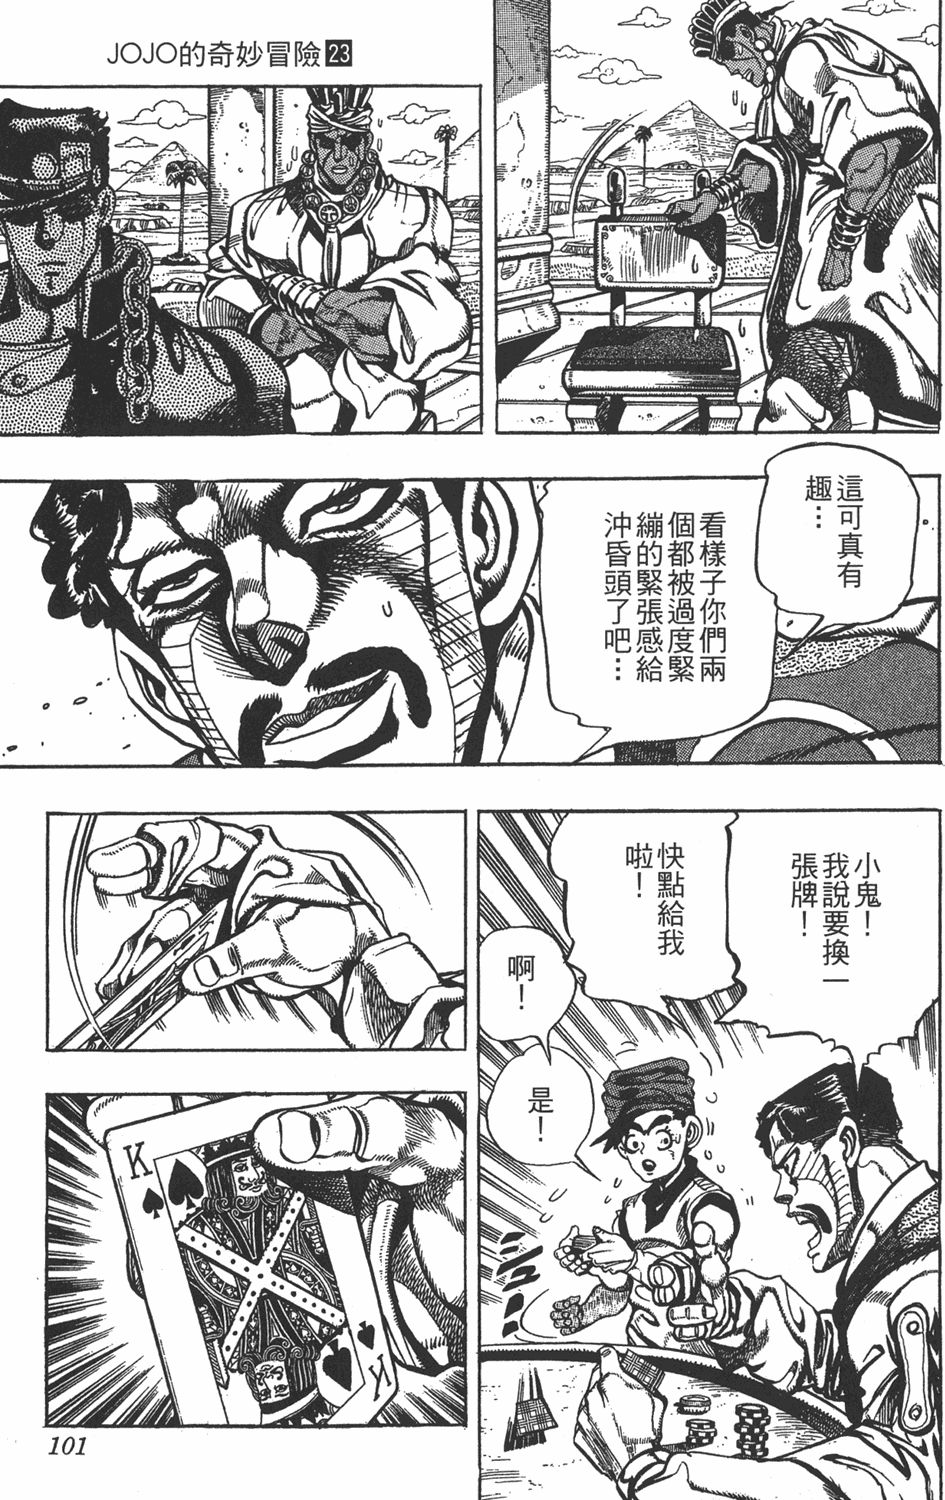 JOJO的奇妙冒險23
這可真有
趣…
看樣子你們兩
個都被過度緊
繃的緊張感給
沖昏頭了吧…
小鬼！
我說要換一
張牌！
快點給我
啦！
啊！
是！
K
K
101